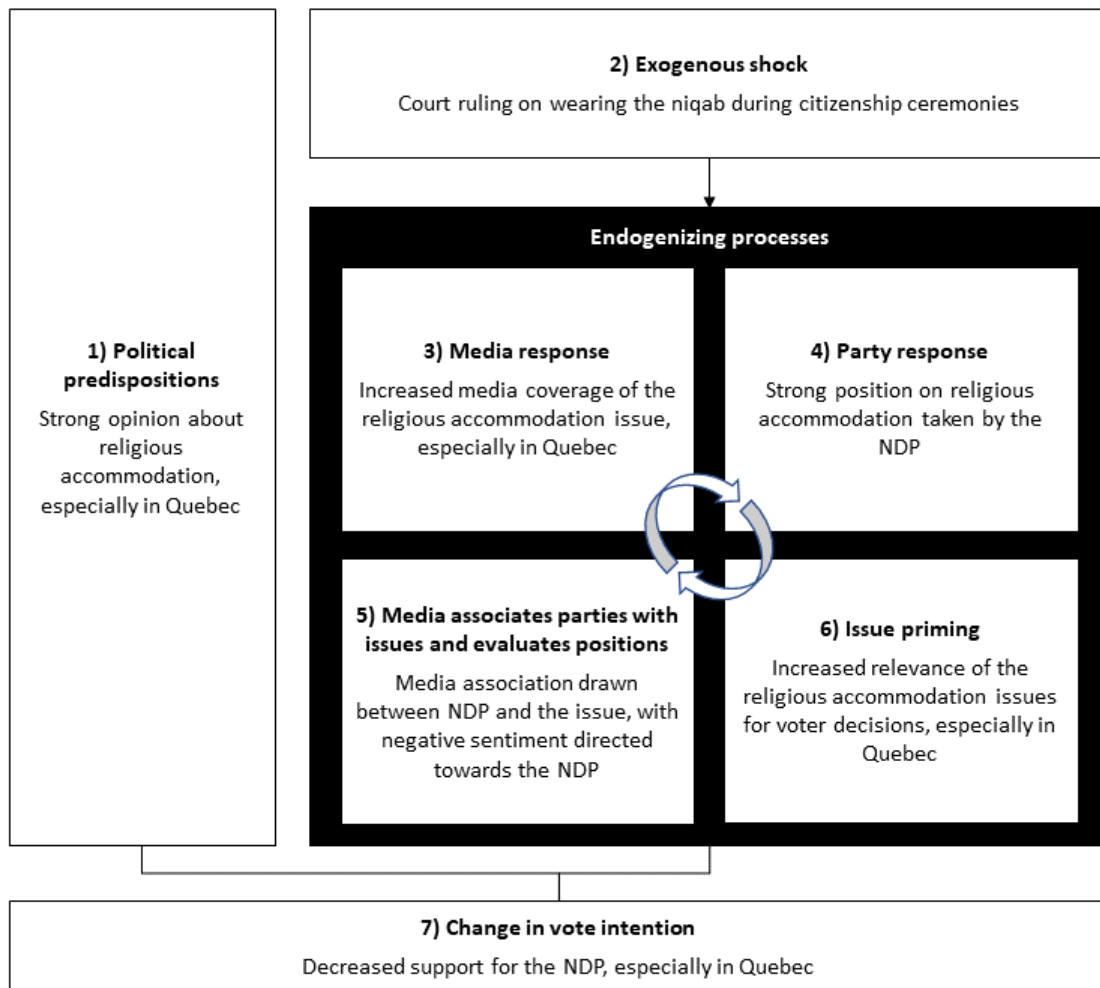 1) Political
predispositions
Strong opinion about
religious
accommodation,
especially in Quebec
2) Exogenous shock
Court ruling on wearing the niqab during citizenship ceremonies
Endogenizing processes
3) Media response
Increased media coverage of the
religious accommodation issue,
especially in Quebec
4) Party response
Strong position on religious
accommodation taken by the
NDP
5) Media associates parties with
issues and evaluates positions
Media association drawn
between NDP and the issue, with
negative sentiment directed
towards the NDP
6) Issue priming
Increased relevance of the
religious accommodation issues
for voter decisions, especially in
Quebec
7) Change in vote intention
Decreased support for the NDP, especially in Quebec